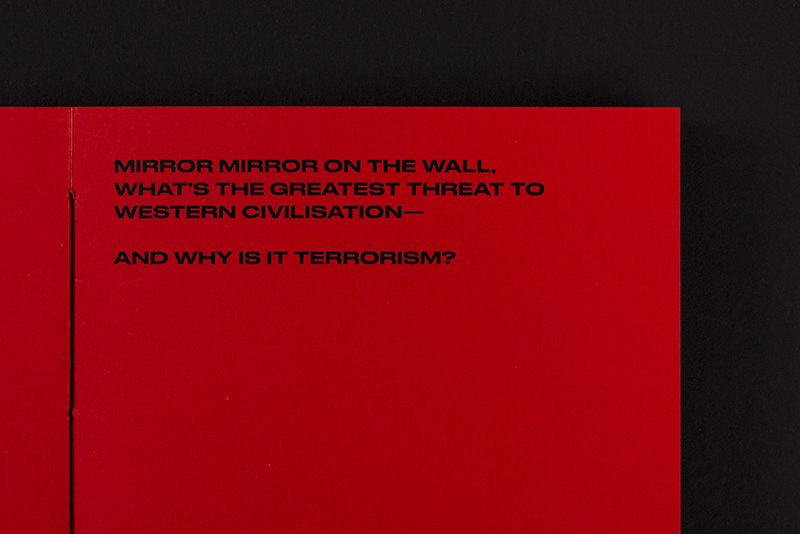 MIRROR MIRROR ON THE WALL,
WHAT'S THE GREATEST THREAT TO
WESTERN CIVILISATION—
AND WHY IS IT TERRORISM?